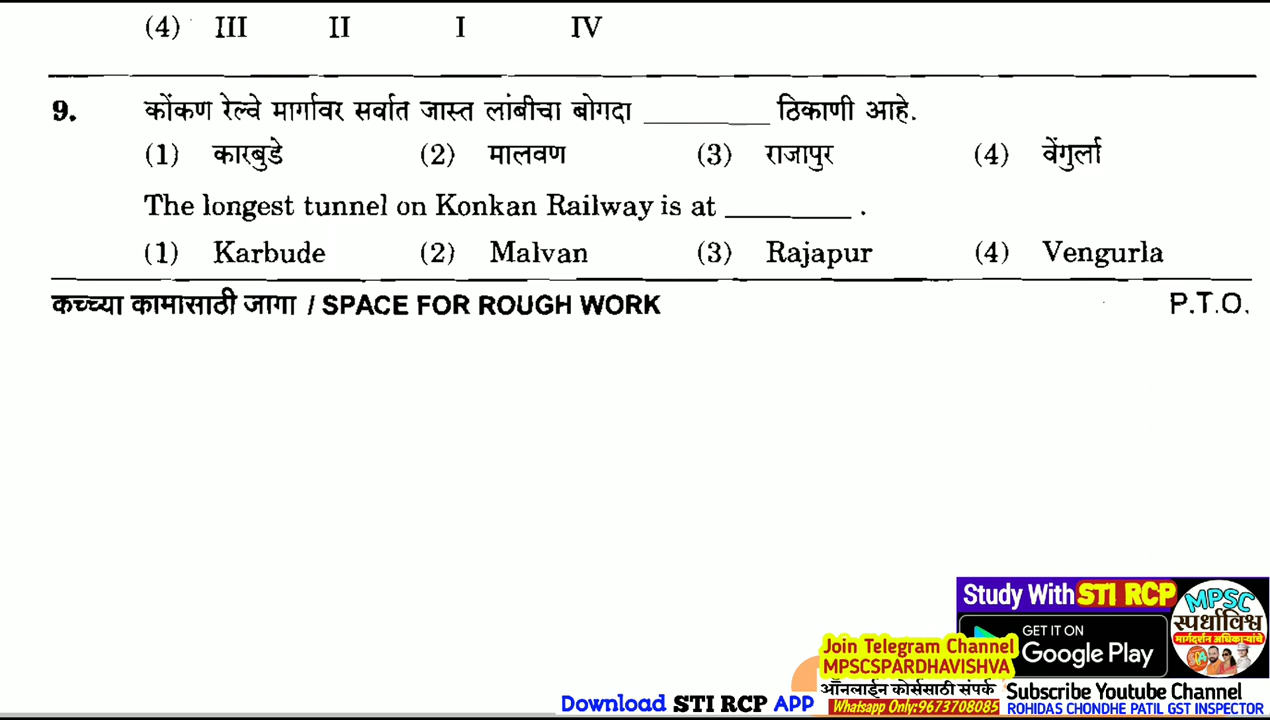 (4) III II I IV
9. कोंकण रेल्वे मार्गावर सर्वात जास्त लांबीचा बोगदा ________ ठिकाणी आहे.
(1) कारबुडे (2) मालवण (3) राजापुर (4) वेंगुर्ला
The longest tunnel on Konkan Railway is at ________ .
(1) Karbude (2) Malvan (3) Rajapur (4) Vengurla
कच्च्या कामासाठी जागा / SPACE FOR ROUGH WORK P.T.O.
Study With STI RCP
MPSC
स्पर्धाविश्व
मार्गदर्शन अधिकाऱ्यांचे
GET IT ON
Google Play
Join Telegram Channel
MPSCSPARDHAVISHVA
ऑनलाईन कोर्ससाठी संपर्क
Whatsapp Only:9673708085
Subscribe Youtube Channel
ROHIDAS CHONDHE PATIL GST INSPECTOR
Download STI RCP APP